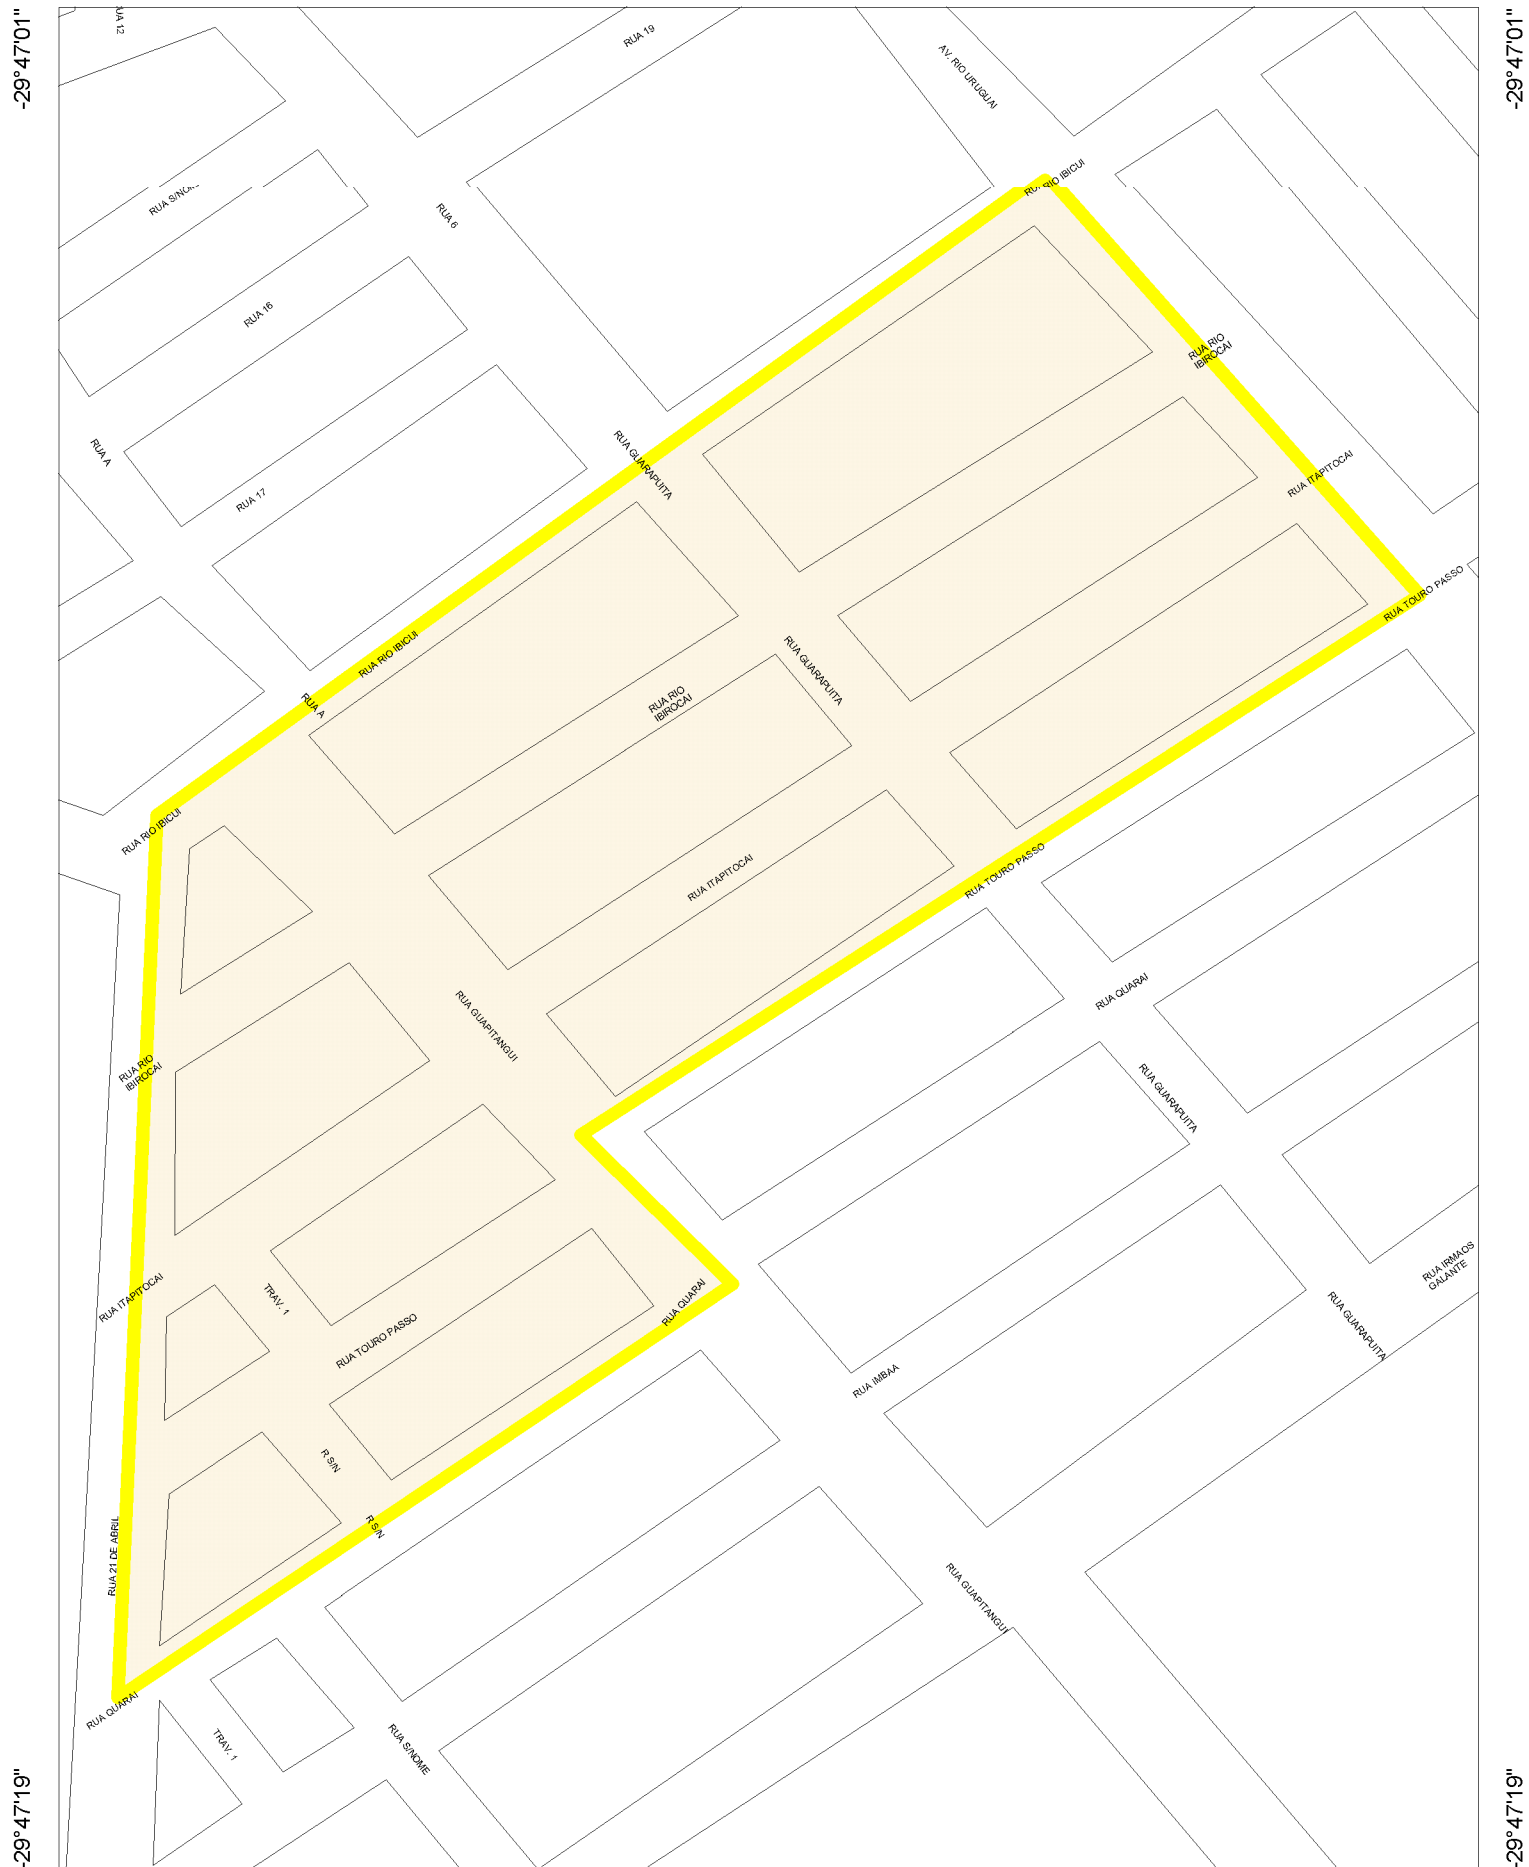 -29°47'01"
-29°47'01"
RUA 19
AV. RIO URUGUAI
RIO IBICUI
RUA
RUA 6
RUA 16
RUA RIO
IBIROCAI
RUA A
RUA GUARAPUITA
RUA ITAPITOCAI
RUA 17
RUA TOURO PASSO
RUA RIO IBICUI
RUA GUARAPUITA
RUA RIO
IBIROCAI
RUA A
RUA RIO IBICUI
RUA ITAPITOCAI
RUA TOURO PASSO
RUA QUARAI
RUA GUAPITANGUI
RUA RIO
IBIROCAI
RUA GUARAPUITA
RUA IRMAOS
GALANTE
RUA ITAPITOCAI
TRAV. 1
RUA QUARAI
RUA TOURO PASSO
RUA GUARAPUITA
RUA IMBAA
R S/N
R S/N
RUA 21 DE ABRIL
RUA GUAPITANGUI
RUA QUARAI
TRAV. 1
RUA S/NOME
-29°47'19"
-29°47'19"